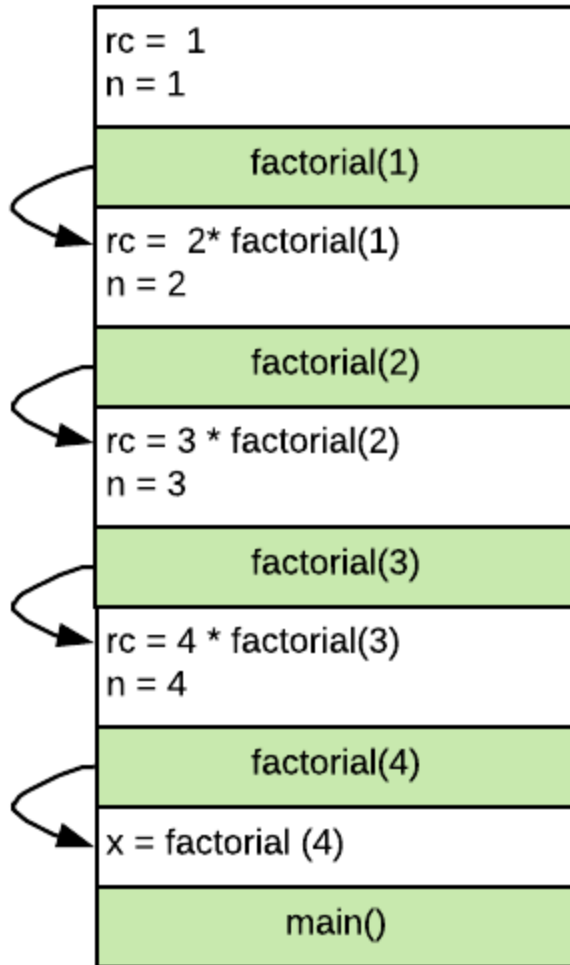 rc =  1
n = 1
factorial(1)
rc =  2* factorial(1)
n = 2
factorial(2)
rc = 3 * factorial(2)
n = 3
factorial(3)
rc = 4 * factorial(3)
n = 4
factorial(4)
x = factorial (4)
main()